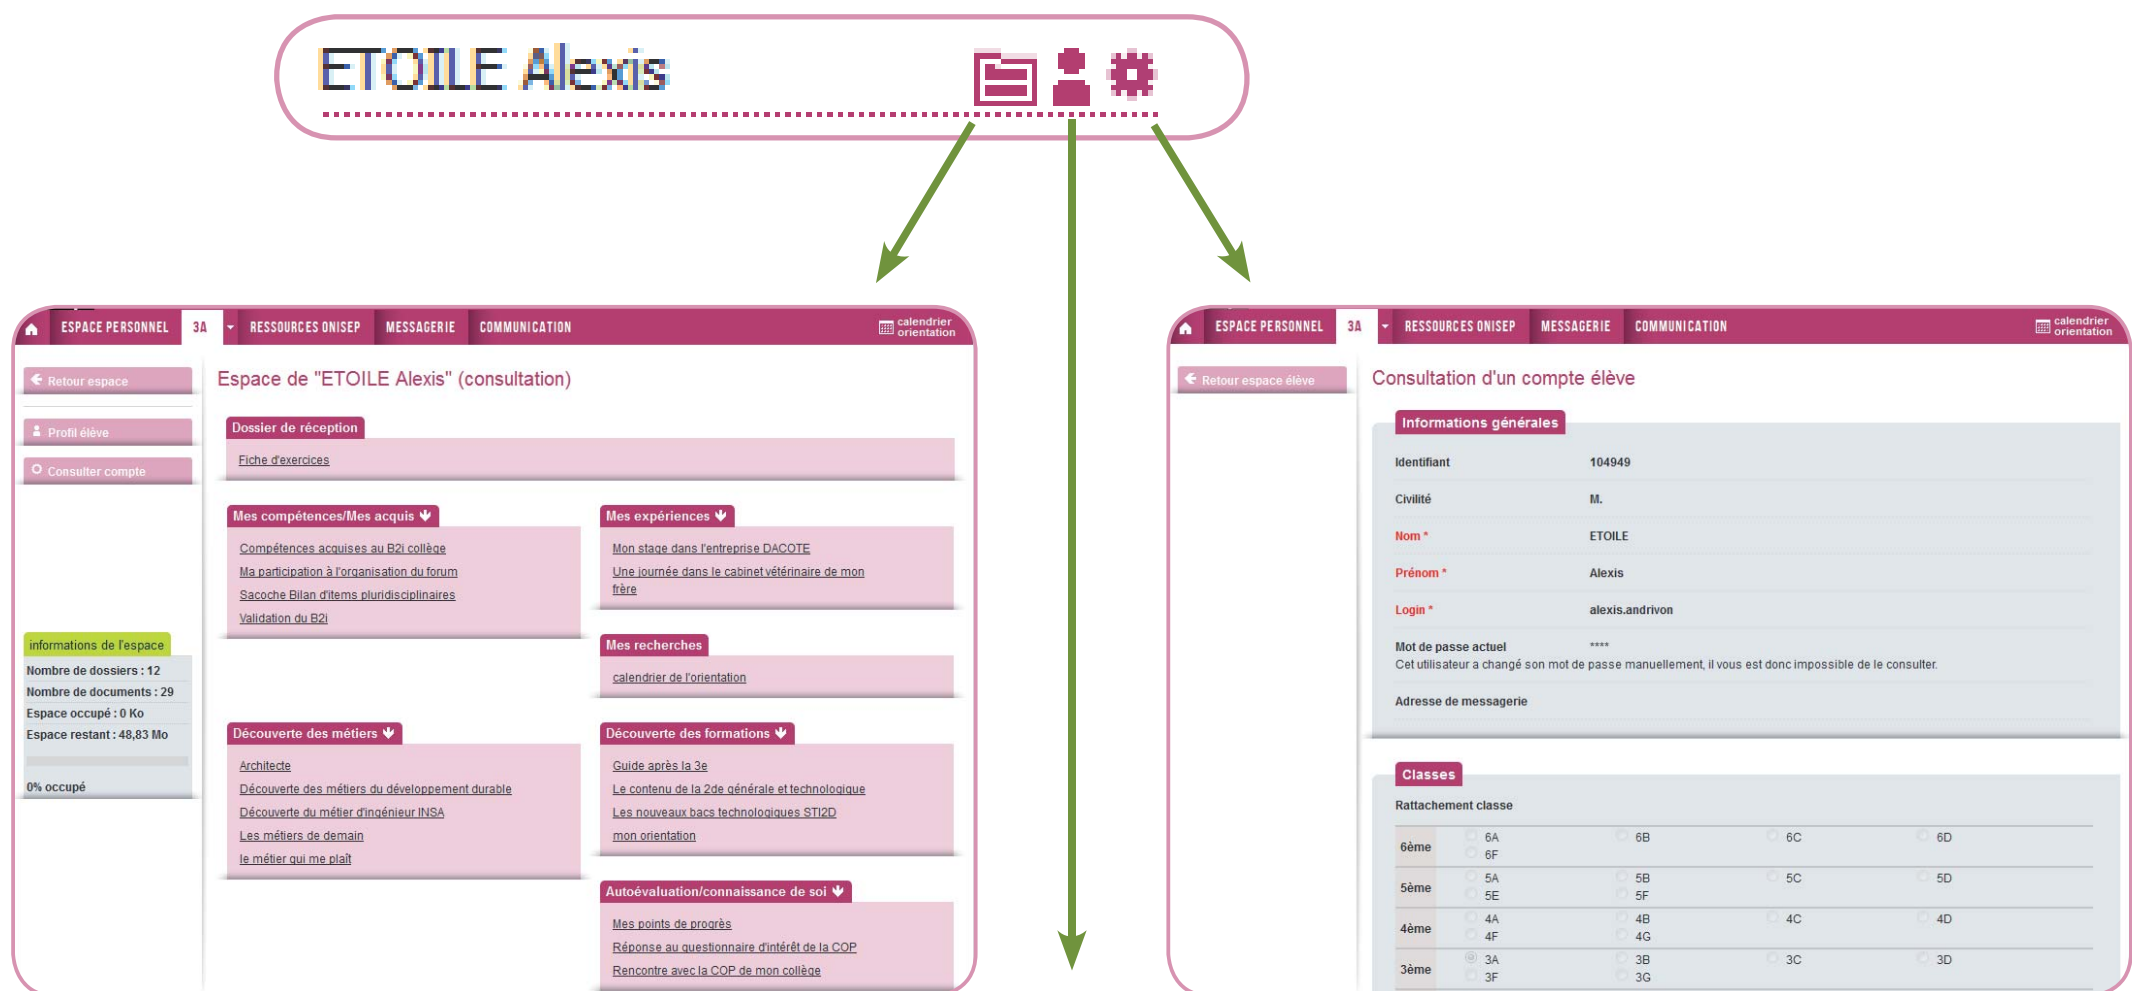 ETOILE Alexis
ESPACE PERSONNEL 3A RESSOURCES ONISEP MESSAGERIE COMMUNICATION calendrier orientation
Retour espace
Profil élève
Consulter compte
informations de l'espace
Nombre de dossiers : 12
Nombre de documents : 29
Espace occupé : 0 Ko
Espace restant : 48,83 Mo
0% occupé
Espace de "ETOILE Alexis" (consultation)
Dossier de réception
Fiche d'exercices
Mes compétences/Mes acquis
Compétences acquises au B2i collège
Ma participation à l'organisation du forum
Sacoche Bilan d'items pluridisciplinaires
Validation du B2i
Mes expériences
Mon stage dans l'entreprise DACOTE
Une journée dans le cabinet vétérinaire de mon
frère
Mes recherches
calendrier de l'orientation
Découverte des métiers
Architecte
Découverte des métiers du développement durable
Découverte du métier d'ingénieur INSA
Les métiers de demain
le métier qui me plaît
Découverte des formations
Guide après la 3e
Le contenu de la 2de générale et technologique
Les nouveaux bacs technologiques STI2D
mon orientation
Autoévaluation/connaissance de soi
Mes points de progrès
Réponse au questionnaire d'intérêt de la COP
Rencontre avec la COP de mon collège
ESPACE PERSONNEL 3A RESSOURCES ONISEP MESSAGERIE COMMUNICATION calendrier orientation
Retour espace élève
Consultation d'un compte élève
Informations générales
Identifiant 104949
Civilité M.
Nom * ETOILE
Prénom * Alexis
Login * alexis.andrivon
Mot de passe actuel ****
Cet utilisateur a changé son mot de passe manuellement, il vous est donc impossible de le consulter.
Adresse de messagerie
Classes
Rattachement classe
6ème 6A 6B 6C 6D
6F
5ème 5A 5B 5C 5D
5E 5F
4ème 4A 4B 4C 4D
4F 4G
3ème 3A 3B 3C 3D
3F 3G